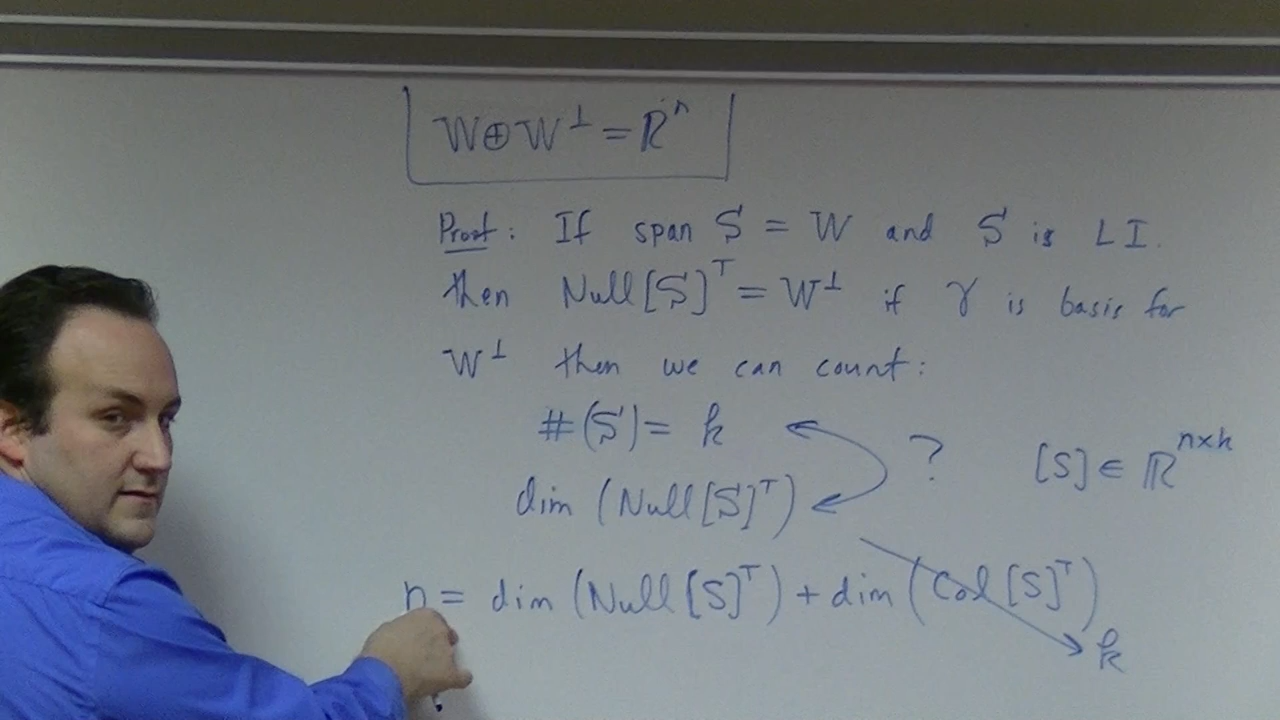 W⊕W⊥ = ℝⁿ
Proof: If span S = W and S is LI.
then Null[S]ᵀ = W⊥ if γ is basis for
W⊥ then we can count:
#(S) = k
?
[S] ∈ ℝⁿˣᵏ
dim (Null[S]ᵀ)
n = dim (Null[S]ᵀ) + dim (Col[S]ᵀ)
k